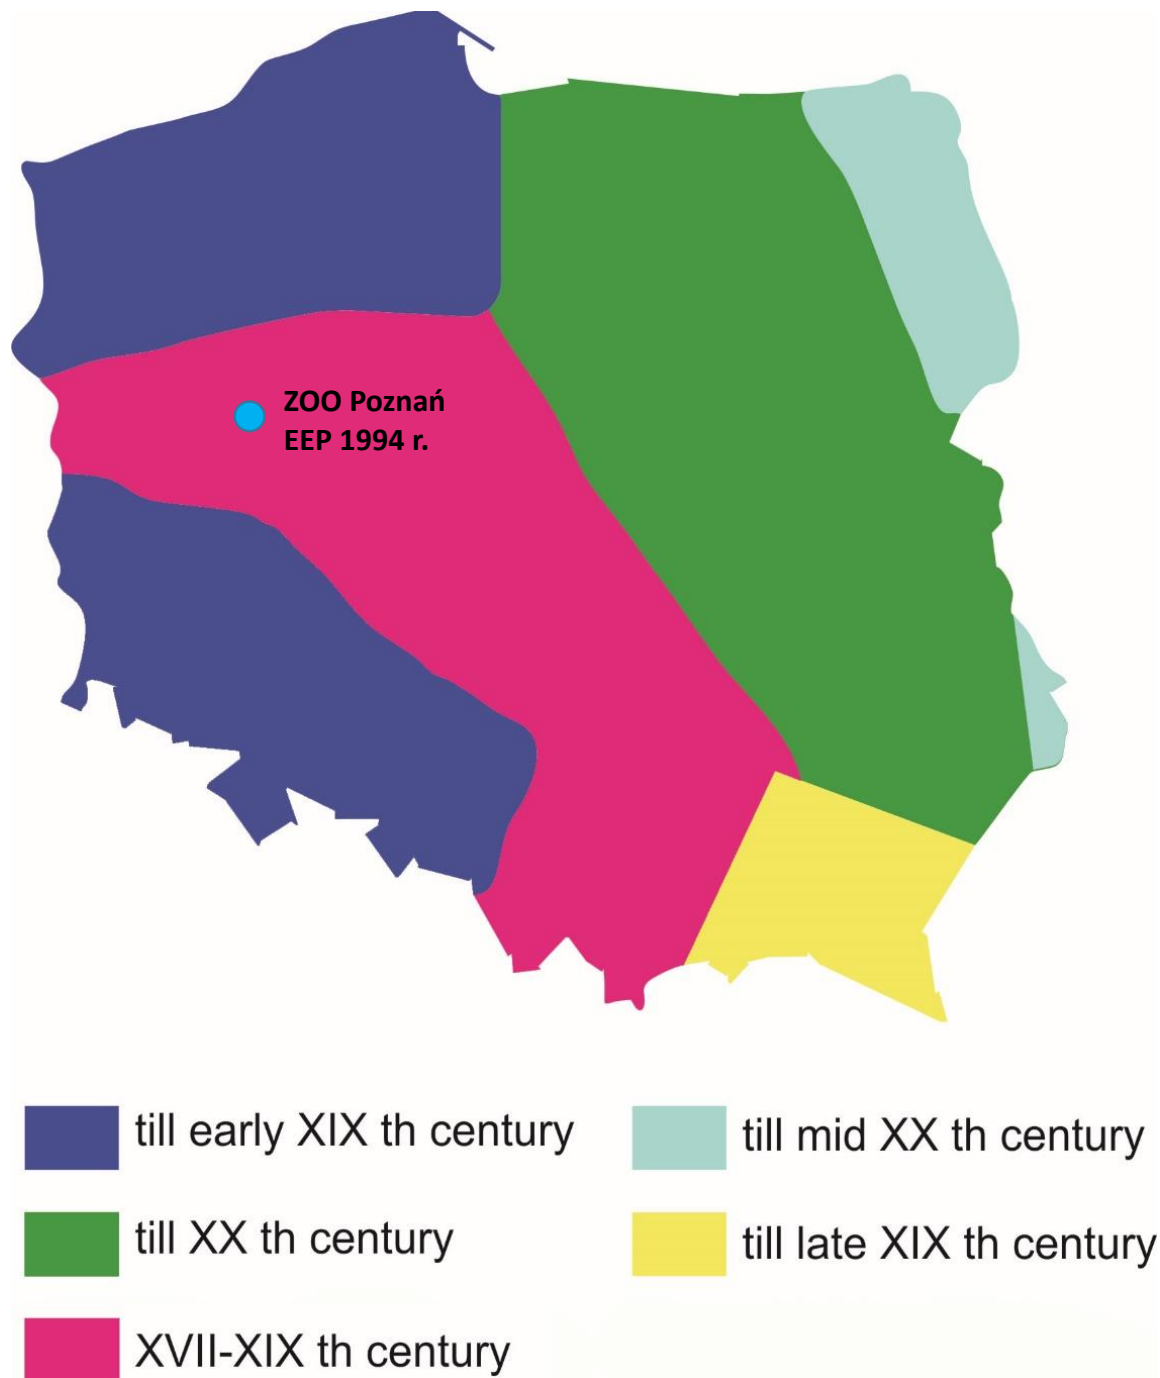 ZOO Poznań
EEP 1994 r.
till early XIX th century
till XX th century
XVII-XIX th century
till mid XX th century
till late XIX th century